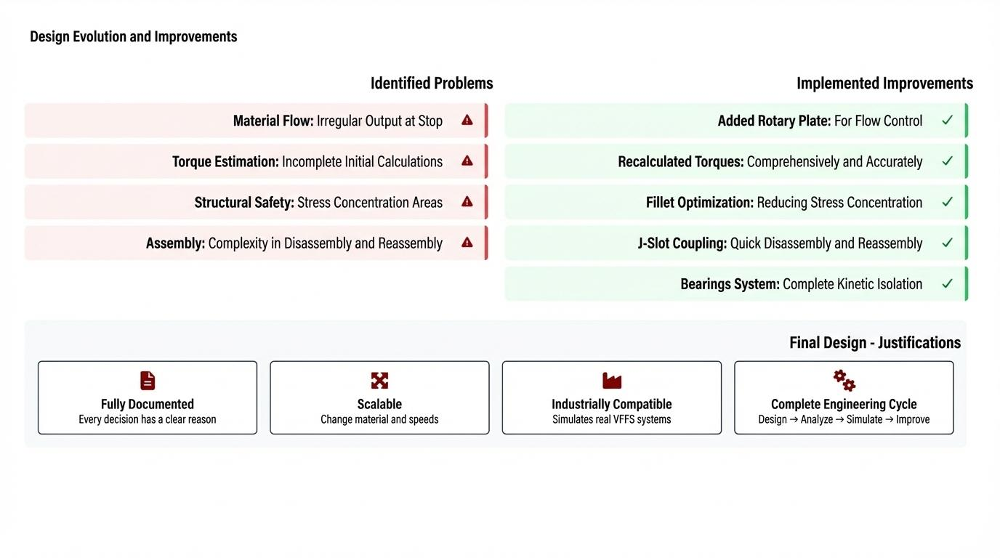 Design Evolution and Improvements
Identified Problems
Material Flow: Irregular Output at Stop
Torque Estimation: Incomplete Initial Calculations
Structural Safety: Stress Concentration Areas
Assembly: Complexity in Disassembly and Reassembly
Implemented Improvements
Added Rotary Plate: For Flow Control
Recalculated Torques: Comprehensively and Accurately
Fillet Optimization: Reducing Stress Concentration
J-Slot Coupling: Quick Disassembly and Reassembly
Bearings System: Complete Kinetic Isolation
Final Design - Justifications
Fully Documented
Every decision has a clear reason
Scalable
Change material and speeds
Industrially Compatible
Simulates real VFFS systems
Complete Engineering Cycle
Design → Analyze → Simulate → Improve